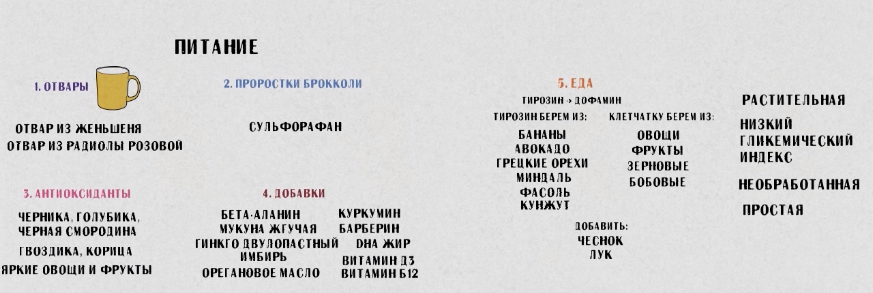 ПИТАНИЕ
1. ОТВАРЫ
ОТВАР ИЗ ЖЕНЬШЕНЯ
ОТВАР ИЗ РАДИОЛЫ РОЗОВОЙ
2. ПРОРОСТКИ БРОККОЛИ
СУЛЬФОРАФАН
3. АНТИОКСИДАНТЫ
ЧЕРНИКА, ГОЛУБИКА,
ЧЕРНАЯ СМОРОДИНА
ГВОЗДИКА, КОРИЦА
ЯРКИЕ ОВОЩИ И ФРУКТЫ
4. ДОБАВКИ
БЕТА-АЛАНИН
МУКУНА ЖГУЧАЯ
ГИНКГО ДВУЛОПАСТНЫЙ
ИМБИРЬ
ОРЕГАНОВОЕ МАСЛО
КУРКУМИН
БАРБЕРИН
DHA ЖИР
ВИТАМИН Д3
ВИТАМИН Б12
5. ЕДА
ТИРОЗИН > ДОФАМИН
ТИРОЗИН БЕРЕМ ИЗ:
БАНАНЫ
АВОКАДО
ГРЕЦКИЕ ОРЕХИ
МИНДАЛЬ
ФАСОЛЬ
КУНЖУТ
КЛЕТЧАТКУ БЕРЕМ ИЗ:
ОВОЩИ
ФРУКТЫ
ЗЕРНОВЫЕ
БОБОВЫЕ
ДОБАВИТЬ:
ЧЕСНОК
ЛУК
РАСТИТЕЛЬНАЯ
НИЗКИЙ
ГЛИКЕМИЧЕСКИЙ
ИНДЕКС
НЕОБРАБОТАННАЯ
ПРОСТАЯ